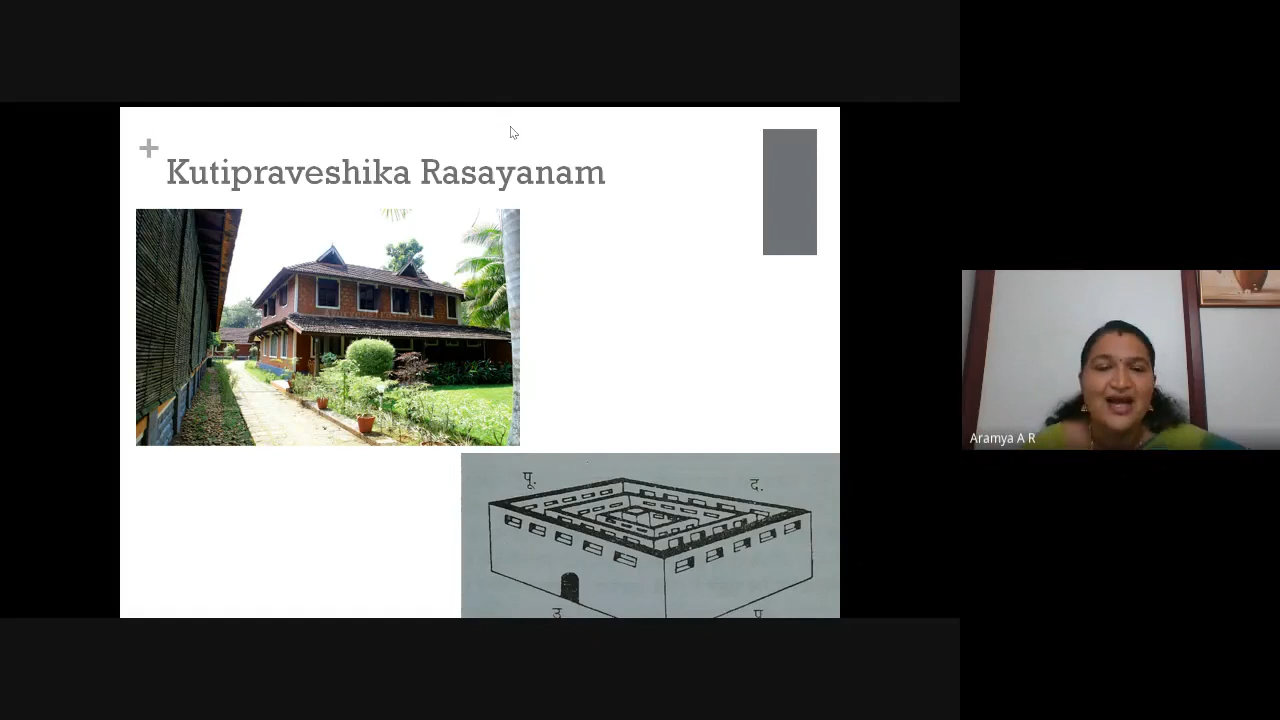 +
Kutipraveshika Rasayanam
Aramya A R
पू.
द.
उ
प